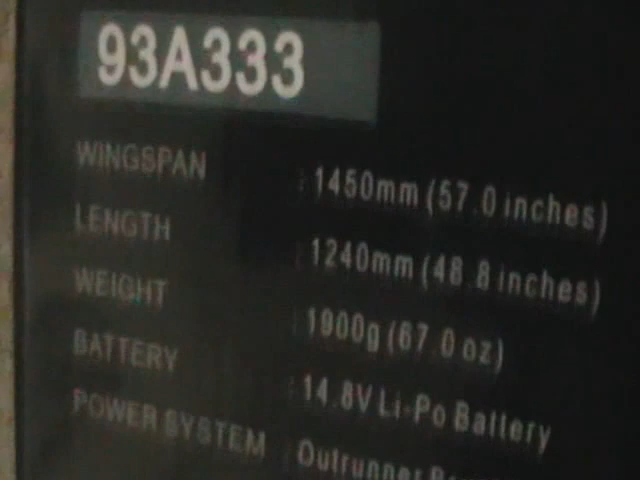 93A333
WINGSPAN : 1450mm (57.0 inches)
LENGTH : 1240mm (48.8 inches)
WEIGHT : 1900g (67.0 oz)
BATTERY : 14.8V Li-Po Battery
POWER SYSTEM : Outrunner